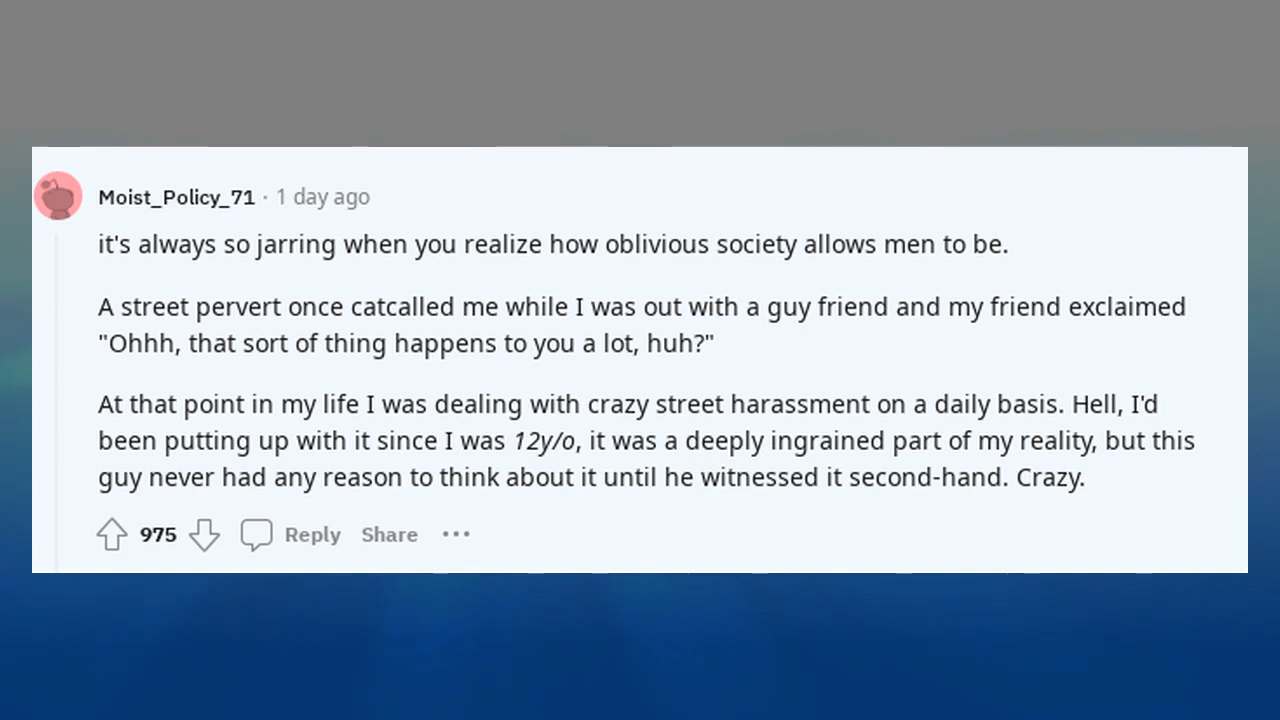 Moist_Policy_71 · 1 day ago
it's always so jarring when you realize how oblivious society allows men to be.
A street pervert once catcalled me while I was out with a guy friend and my friend exclaimed
"Ohhh, that sort of thing happens to you a lot, huh?"
At that point in my life I was dealing with crazy street harassment on a daily basis. Hell, I'd
been putting up with it since I was 12y/o, it was a deeply ingrained part of my reality, but this
guy never had any reason to think about it until he witnessed it second-hand. Crazy.
975 Reply Share •••